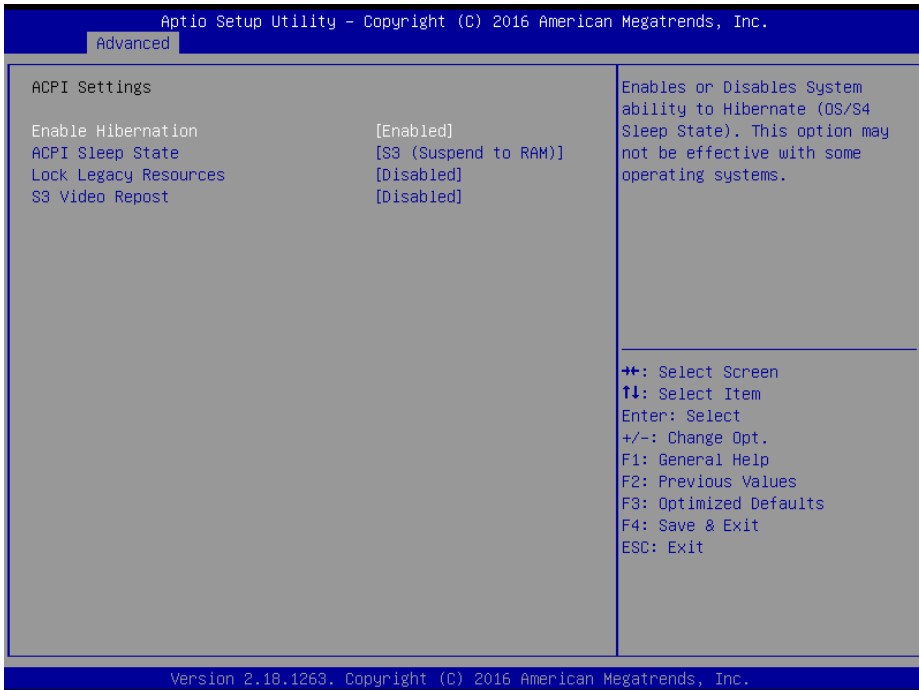 Aptio Setup Utility – Copyright (C) 2016 American Megatrends, Inc.
Advanced
ACPI Settings
Enable Hibernation [Enabled]
ACPI Sleep State [S3 (Suspend to RAM)]
Lock Legacy Resources [Disabled]
S3 Video Repost [Disabled]
Enables or Disables System
ability to Hibernate (OS/S4
Sleep State). This option may
not be effective with some
operating systems.
→←: Select Screen
↑↓: Select Item
Enter: Select
+/-: Change Opt.
F1: General Help
F2: Previous Values
F3: Optimized Defaults
F4: Save & Exit
ESC: Exit
Version 2.18.1263. Copyright (C) 2016 American Megatrends, Inc.